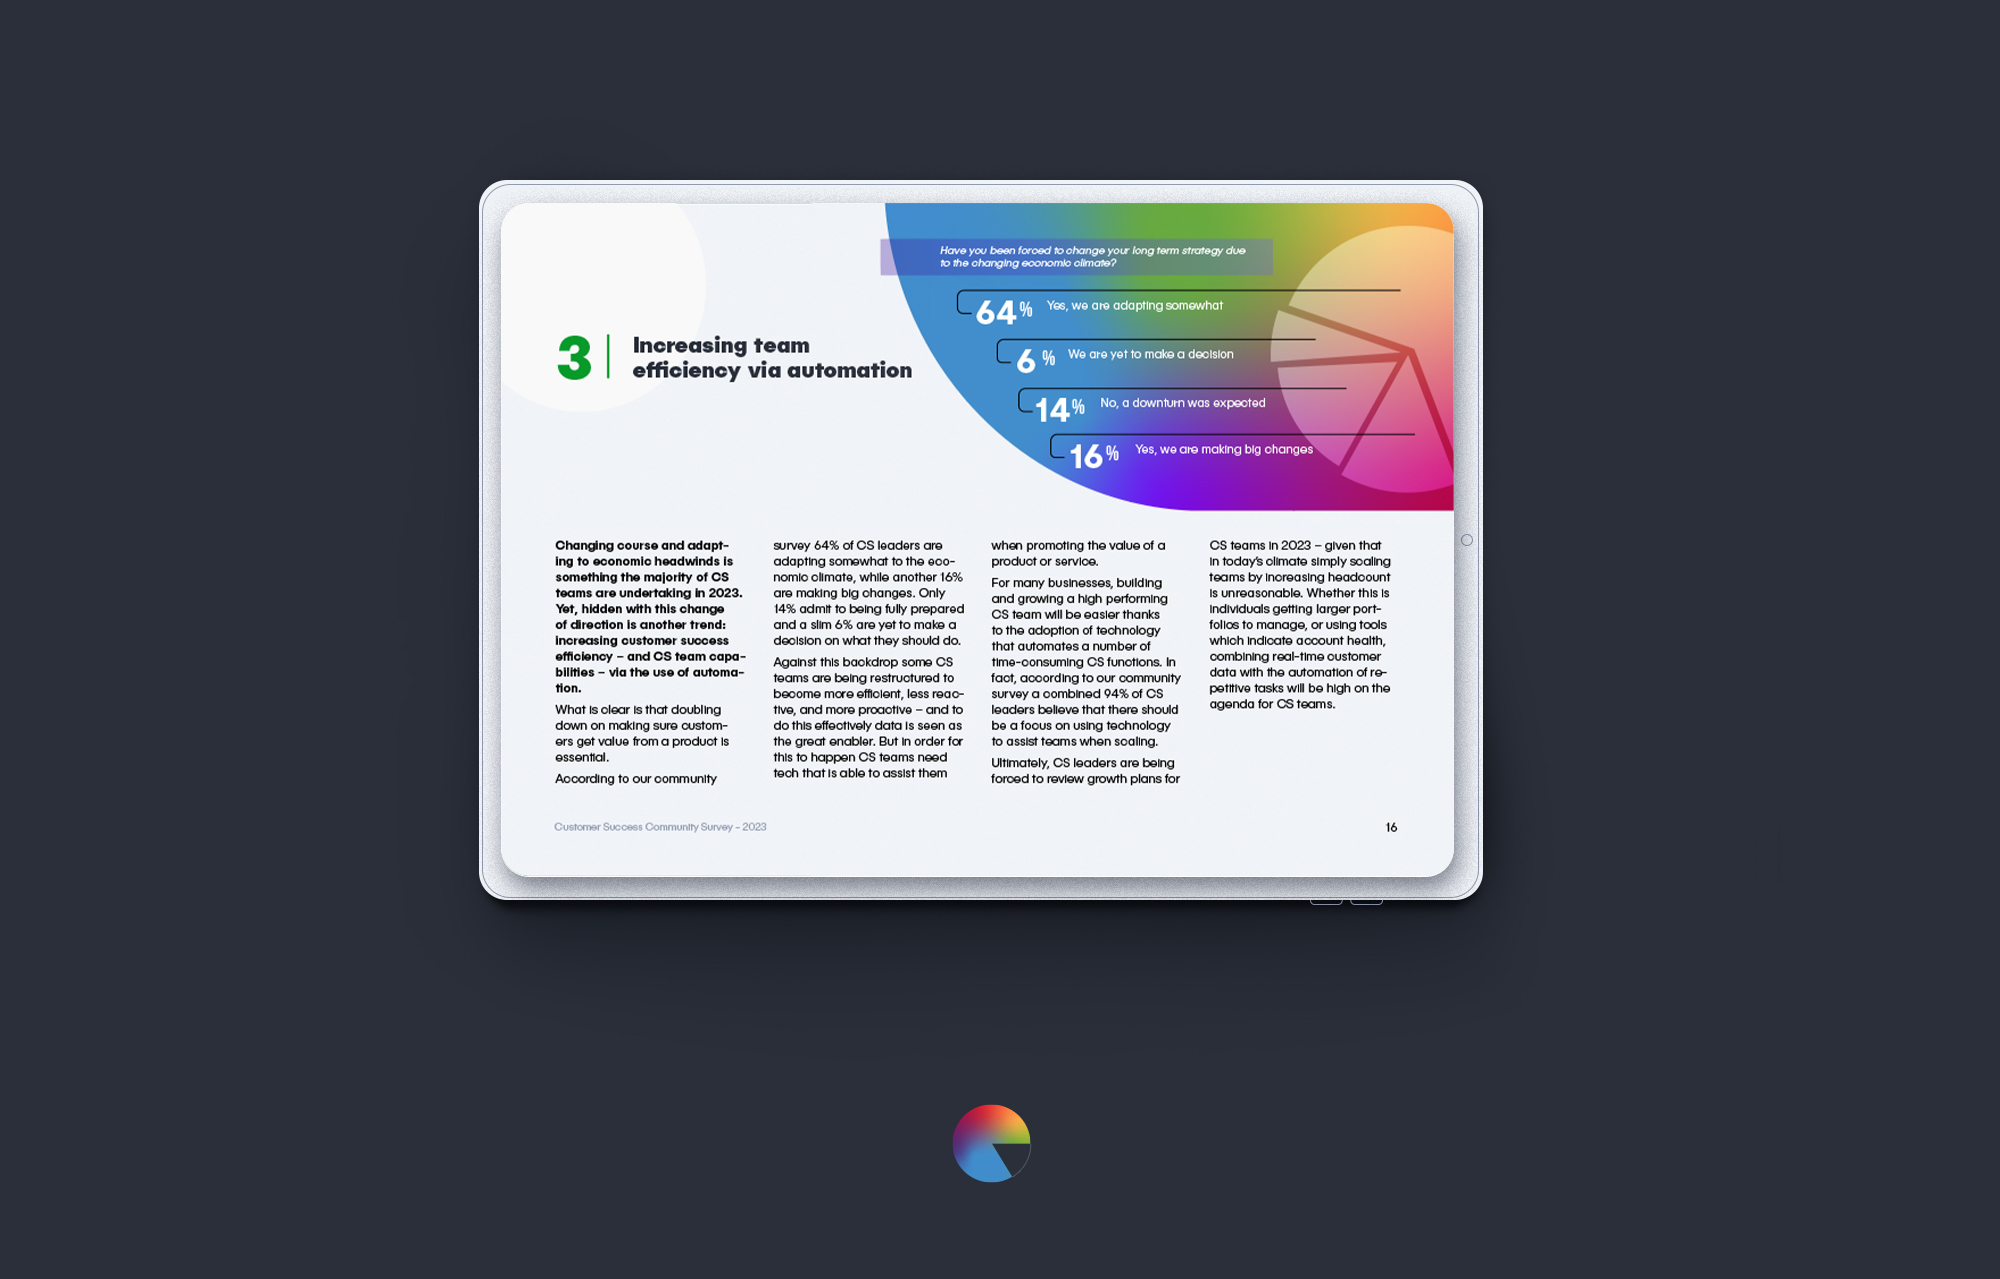 Have you been forced to change your long term strategy due
to the changing economic climate?
64% Yes, we are adapting somewhat
6 % We are yet to make a decision
14% No, a downturn was expected
16% Yes, we are making big changes
3
Increasing team
efficiency via automation
Changing course and adapt-
ing to economic headwinds is
something the majority of CS
teams are undertaking in 2023.
Yet, hidden with this change
of direction is another trend:
increasing customer success
efficiency – and CS team capa-
bilities – via the use of automa-
tion.
What is clear is that doubling
down on making sure custom-
ers get value from a product is
essential.
According to our community
survey 64% of CS leaders are
adapting somewhat to the eco-
nomic climate, while another 16%
are making big changes. Only
14% admit to being fully prepared
and a slim 6% are yet to make a
decision on what they should do.
Against this backdrop some CS
teams are being restructured to
become more efficient, less reac-
tive, and more proactive – and to
do this effectively data is seen as
the great enabler. But in order for
this to happen CS teams need
tech that is able to assist them
when promoting the value of a
product or service.
For many businesses, building
and growing a high performing
CS team will be easier thanks
to the adoption of technology
that automates a number of
time-consuming CS functions. In
fact, according to our community
survey a combined 94% of CS
leaders believe that there should
be a focus on using technology
to assist teams when scaling.
Ultimately, CS leaders are being
forced to review growth plans for
CS teams in 2023 – given that
in today's climate simply scaling
teams by increasing headcount
is unreasonable. Whether this is
individuals getting larger port-
folios to manage, or using tools
which indicate account health,
combining real-time customer
data with the automation of re-
petitive tasks will be high on the
agenda for CS teams.
Customer Success Community Survey - 2023
16